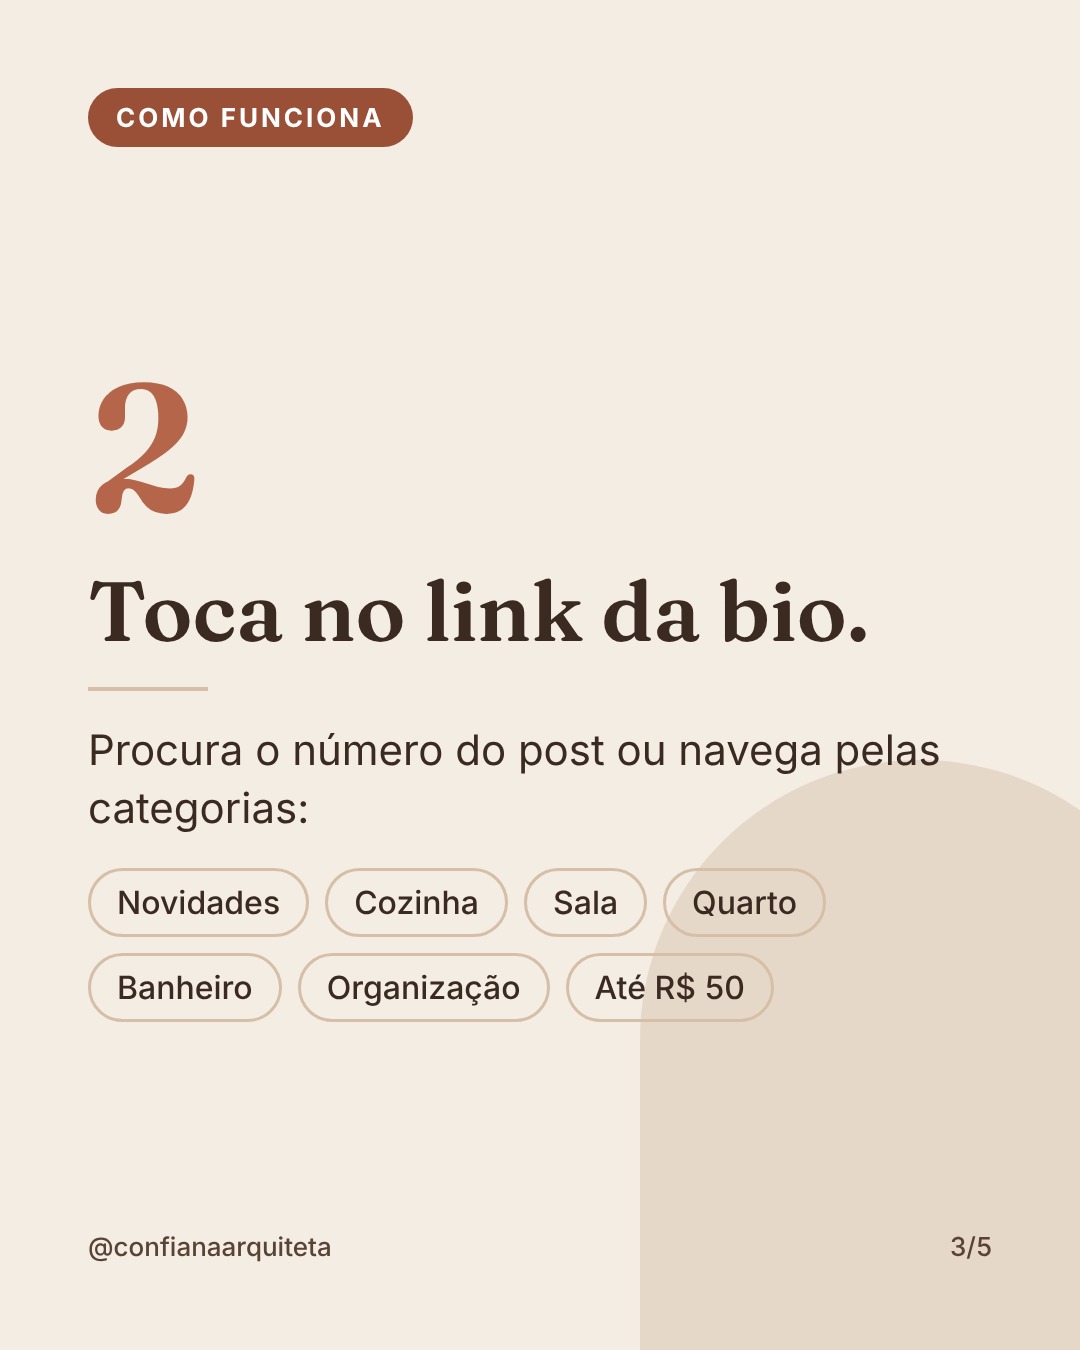 COMO FUNCIONA
2
Toca no link da bio.
Procura o número do post ou navega pelas
categorias:
Novidades Cozinha Sala Quarto
Banheiro Organização Até R$ 50
@confianaarquiteta 3/5